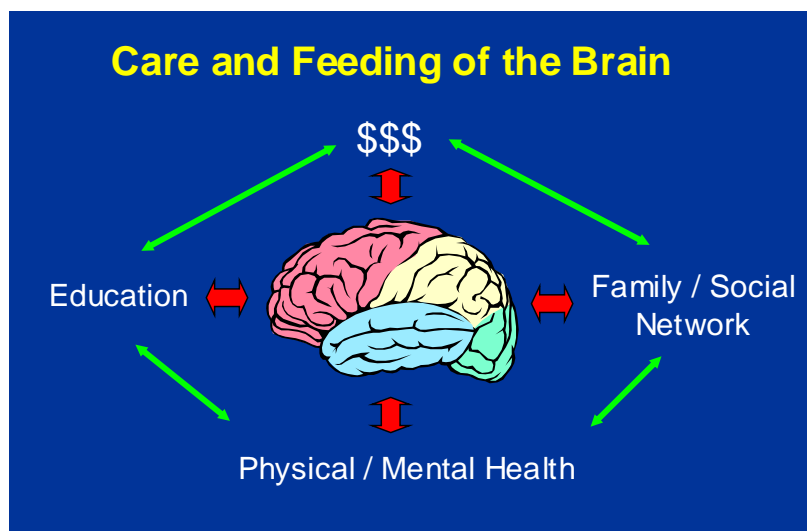 Care and Feeding of the Brain
$$$
Education
Family / Social
Network
Physical / Mental Health